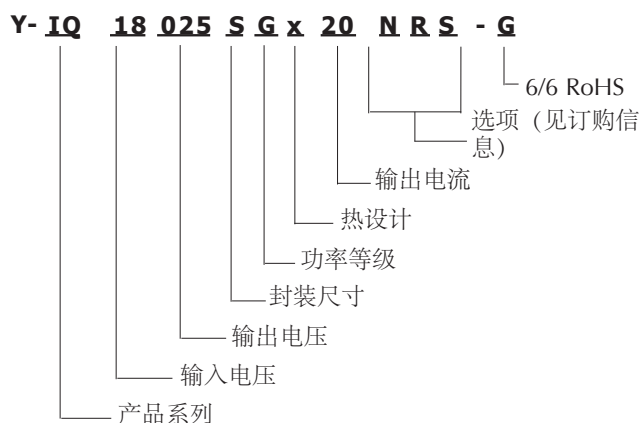 Y- IQ 18 025 S G x 20 N R S - G
6/6 RoHS
选项 (见订购信
息)
输出电流
热设计
功率等级
封装尺寸
输出电压
输入电压
产品系列